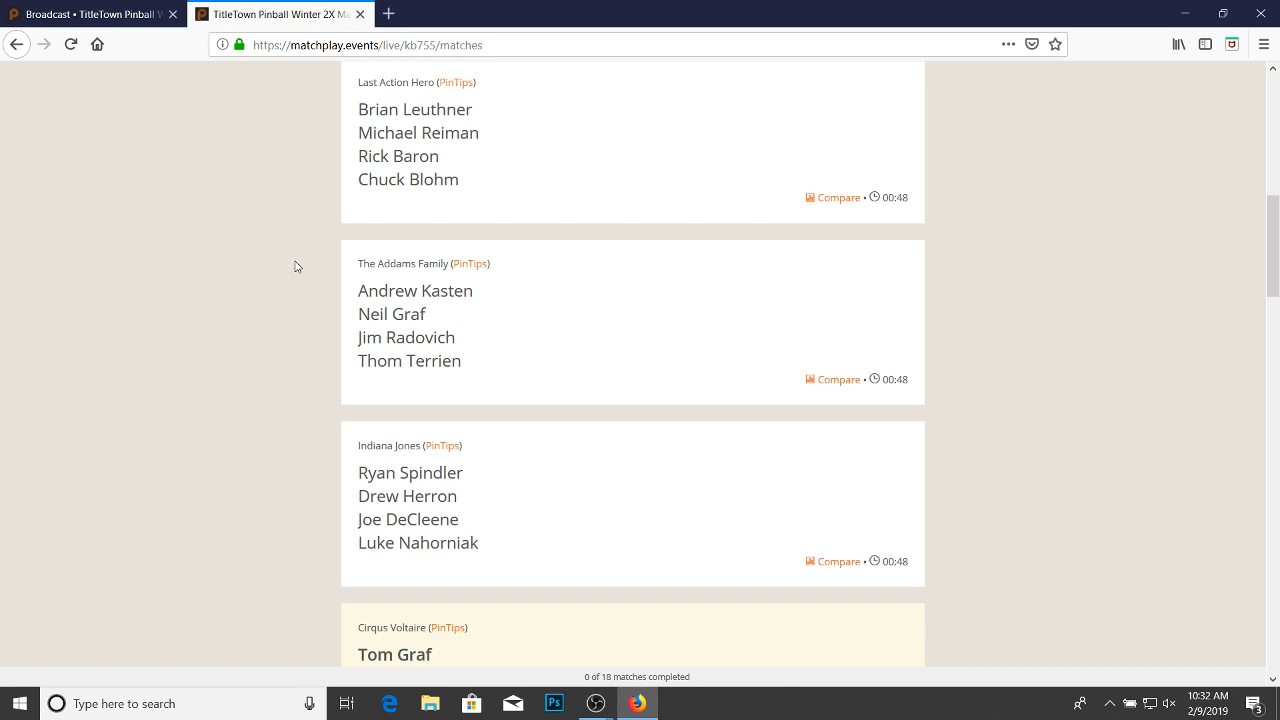 Broadcast • TitleTown Pinball W
TitleTown Pinball Winter 2X Ma
https://matchplay.events/live/kb755/matches
Last Action Hero (PinTips)
Brian Leuthner
Michael Reiman
Rick Baron
Chuck Blohm
Compare • 00:48
The Addams Family (PinTips)
Andrew Kasten
Neil Graf
Jim Radovich
Thom Terrien
Compare • 00:48
Indiana Jones (PinTips)
Ryan Spindler
Drew Herron
Joe DeCleene
Luke Nahorniak
Compare • 00:48
Cirqus Voltaire (PinTips)
Tom Graf
0 of 18 matches completed
Type here to search
Ps
10:32 AM
2/9/2019
3